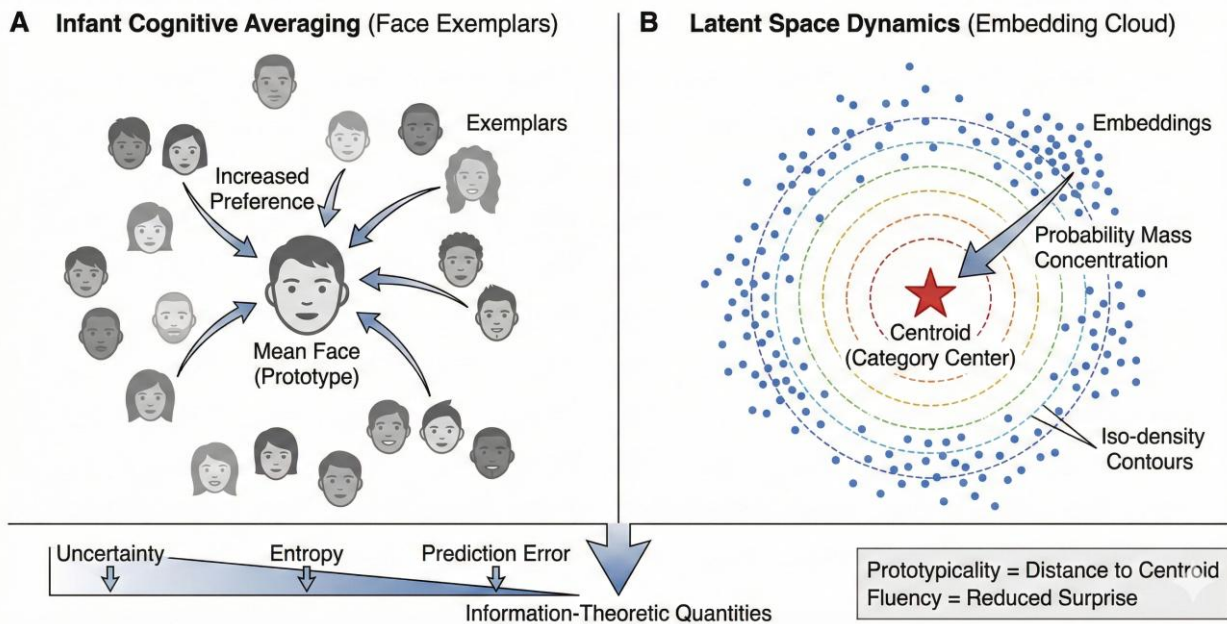 A Infant Cognitive Averaging (Face Exemplars)
Exemplars
Increased
Preference
Mean Face
(Prototype)
B Latent Space Dynamics (Embedding Cloud)
Embeddings
Probability Mass
Concentration
Centroid
(Category Center)
Iso-density
Contours
Uncertainty
Entropy
Prediction Error
Information-Theoretic Quantities
Prototypicality = Distance to Centroid
Fluency = Reduced Surprise